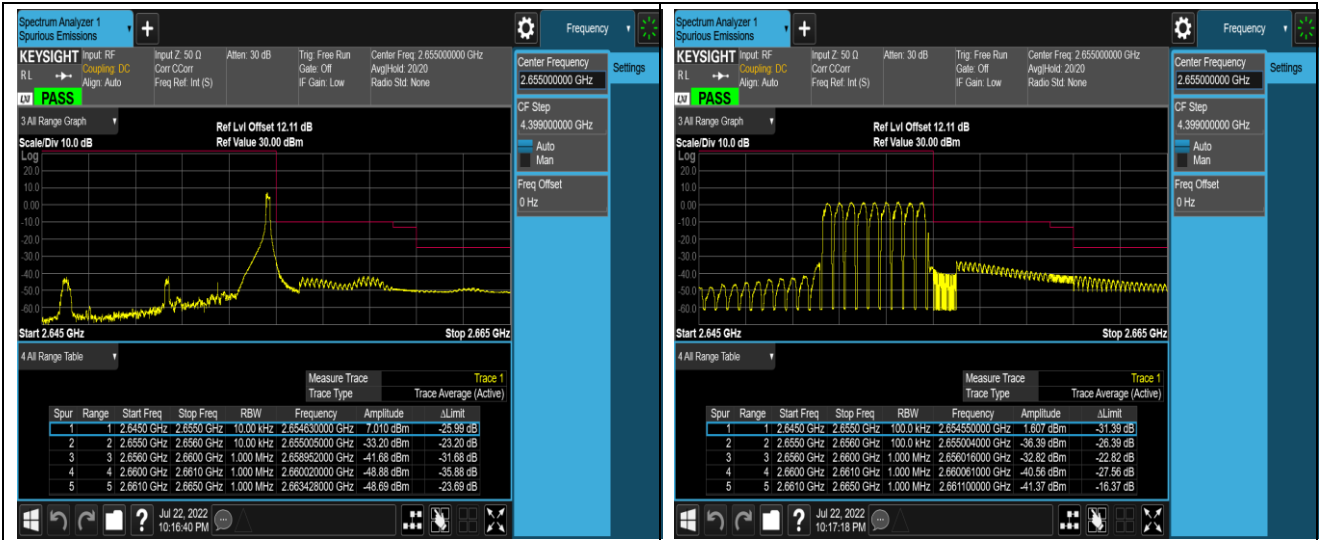 Spectrum Analyzer 1
Spurious Emissions
+
Frequency
KEYSIGHT Input: RF Input Z: 50 Ω Atten: 30 dB Trig: Free Run Center Freq: 2.655000000 GHz
RL Coupling: DC Corr CCorr Gate: Off Avg|Hold: 20/20
Align: Auto Freq Ref: Int (S) IF Gain: Low Radio Std: None
LXI PASS
Center Frequency
2.655000000 GHz
Settings
CF Step
4.399000000 GHz
Auto
Man
Freq Offset
0 Hz
3 All Range Graph
Ref Lvl Offset 12.11 dB
Scale/Div 10.0 dB Ref Value 30.00 dBm
Log
20.0
10.0
0.00
-10.0
-20.0
-30.0
-40.0
-50.0
-60.0
Start 2.645 GHz Stop 2.665 GHz
4 All Range Table
Measure Trace Trace 1
Trace Type Trace Average (Active)
Spur Range Start Freq Stop Freq RBW Frequency Amplitude ΔLimit
1 1 2.6450 GHz 2.6550 GHz 10.00 kHz 2.654630000 GHz 7.010 dBm -25.99 dB
2 2 2.6550 GHz 2.6560 GHz 10.00 kHz 2.655005000 GHz -33.20 dBm -23.20 dB
3 3 2.6560 GHz 2.6600 GHz 1.000 MHz 2.658952000 GHz -41.68 dBm -31.68 dB
4 4 2.6600 GHz 2.6610 GHz 1.000 MHz 2.660020000 GHz -48.88 dBm -35.88 dB
5 5 2.6610 GHz 2.6650 GHz 1.000 MHz 2.663428000 GHz -48.69 dBm -23.69 dB
?
Jul 22, 2022
10:16:40 PM
Spectrum Analyzer 1
Spurious Emissions
+
Frequency
KEYSIGHT Input: RF Input Z: 50 Ω Atten: 30 dB Trig: Free Run Center Freq: 2.655000000 GHz
RL Coupling: DC Corr CCorr Gate: Off Avg|Hold: 20/20
Align: Auto Freq Ref: Int (S) IF Gain: Low Radio Std: None
LXI PASS
Center Frequency
2.655000000 GHz
Settings
CF Step
4.399000000 GHz
Auto
Man
Freq Offset
0 Hz
3 All Range Graph
Ref Lvl Offset 12.11 dB
Scale/Div 10.0 dB Ref Value 30.00 dBm
Log
20.0
10.0
0.00
-10.0
-20.0
-30.0
-40.0
-50.0
-60.0
Start 2.645 GHz Stop 2.665 GHz
4 All Range Table
Measure Trace Trace 1
Trace Type Trace Average (Active)
Spur Range Start Freq Stop Freq RBW Frequency Amplitude ΔLimit
1 1 2.6450 GHz 2.6550 GHz 100.0 kHz 2.654550000 GHz 1.607 dBm -31.39 dB
2 2 2.6550 GHz 2.6560 GHz 100.0 kHz 2.655004000 GHz -36.39 dBm -26.39 dB
3 3 2.6560 GHz 2.6600 GHz 1.000 MHz 2.656016000 GHz -32.82 dBm -22.82 dB
4 4 2.6600 GHz 2.6610 GHz 1.000 MHz 2.660061000 GHz -40.56 dBm -27.56 dB
5 5 2.6610 GHz 2.6650 GHz 1.000 MHz 2.661100000 GHz -41.37 dBm -16.37 dB
?
Jul 22, 2022
10:17:18 PM